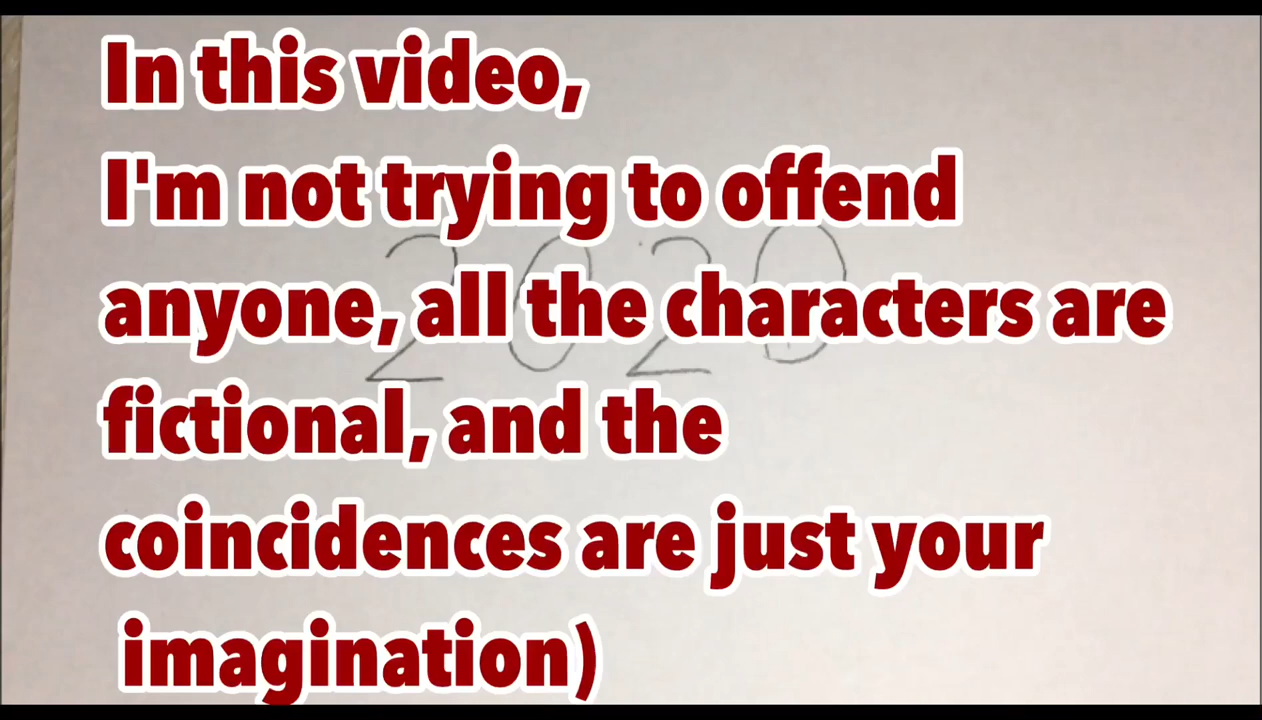 In this video,
I'm not trying to offend
2020
anyone, all the characters are
fictional, and the
coincidences are just your
imagination)